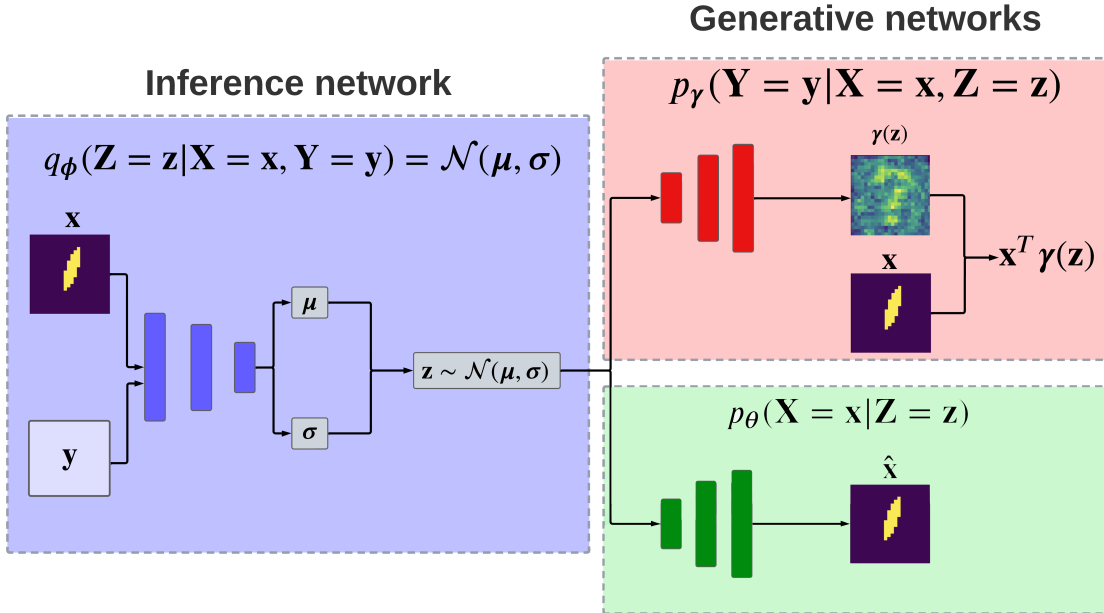 Generative networks
Inference network
p_γ(Y = y|X = x, Z = z)
q_ϕ(Z = z|X = x, Y = y) = 𝒩(μ, σ)
γ(z)
x
x
x^T γ(z)
μ
z ~ 𝒩(μ, σ)
σ
y
p_θ(X = x|Z = z)
x̂